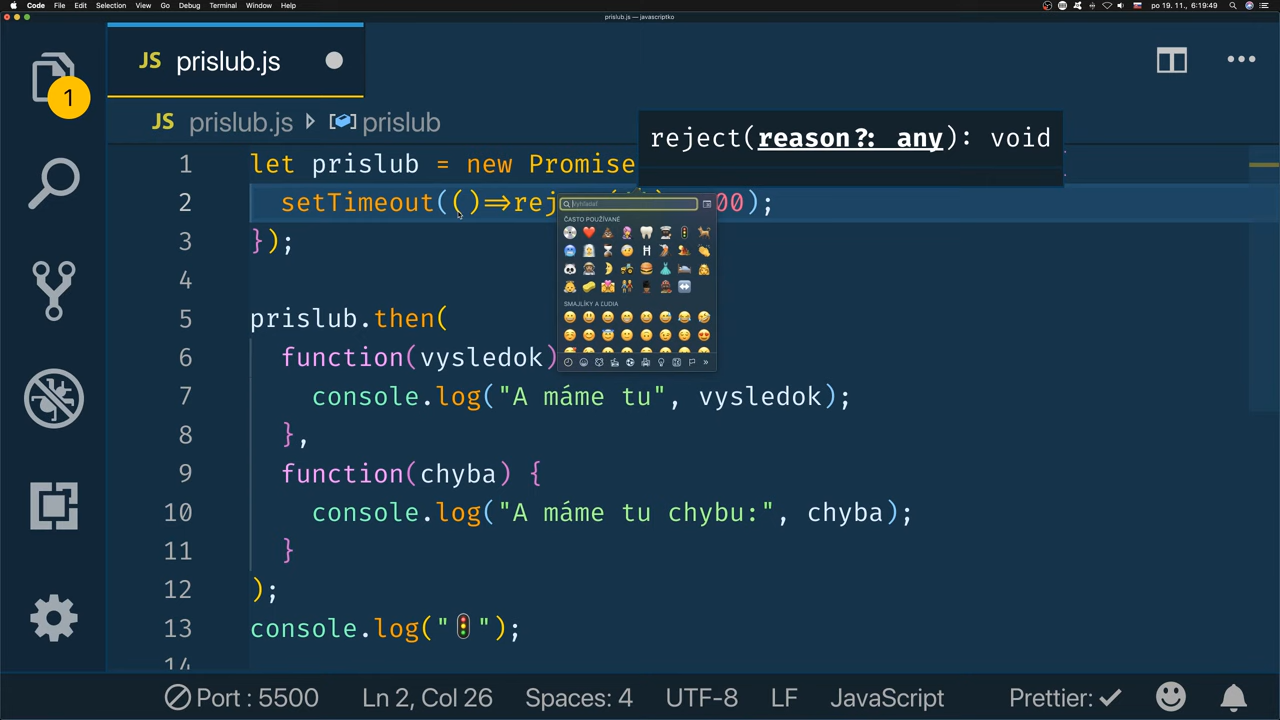 Code File Edit Selection View Go Debug Terminal Window Help po 19. 11., 6:19:49
prislub.js — javascriptko
JS prislub.js
1
JS prislub.js prislub
reject(reason?: any): void
1 let prislub = new Promise
2 setTimeout(()=>rej 00);
3 });
4
5 prislub.then(
6 function(vysledok)
7 console.log("A máme tu", vysledok);
8 },
9 function(chyba) {
10 console.log("A máme tu chybu:", chyba);
11 }
12 );
13 console.log("🚦");
14
Vyhľadať
ČASTO POUŽÍVANÉ
SMAJLÍKY A ĽUDIA
Port : 5500 Ln 2, Col 26 Spaces: 4 UTF-8 LF JavaScript Prettier: ✓